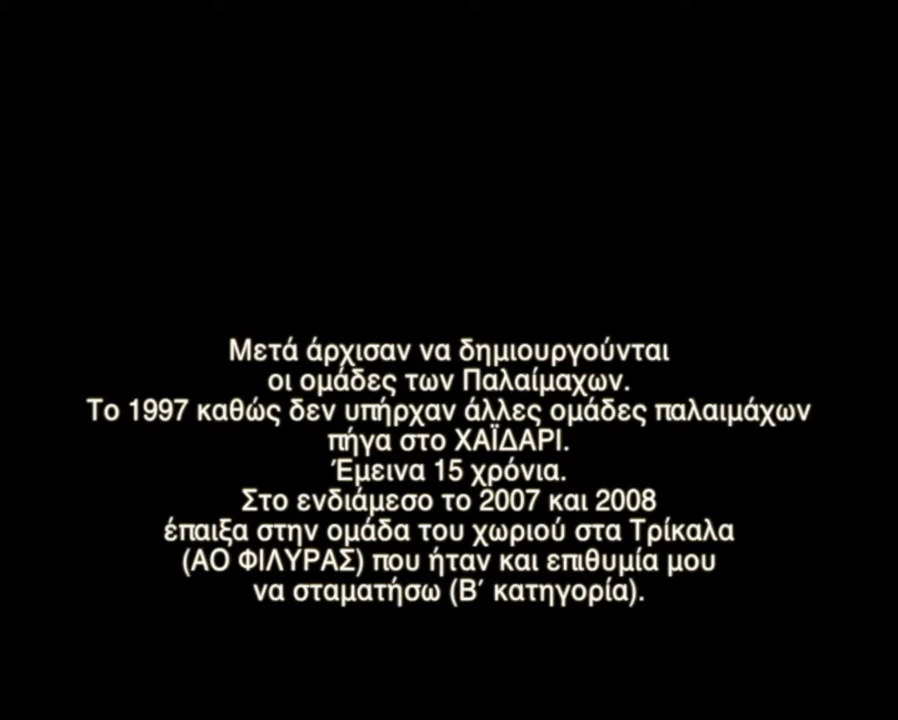 Μετά άρχισαν να δημιουργούνται
οι ομάδες των Παλαίμαχων.
Το 1997 καθώς δεν υπήρχαν άλλες ομάδες παλαιμάχων
πήγα στο ΧΑΪΔΑΡΙ.
Έμεινα 15 χρόνια.
Στο ενδιάμεσο το 2007 και 2008
έπαιξα στην ομάδα του χωριού στα Τρίκαλα
(ΑΟ ΦΙΛΥΡΑΣ) που ήταν και επιθυμία μου
να σταματήσω (Β΄ κατηγορία).